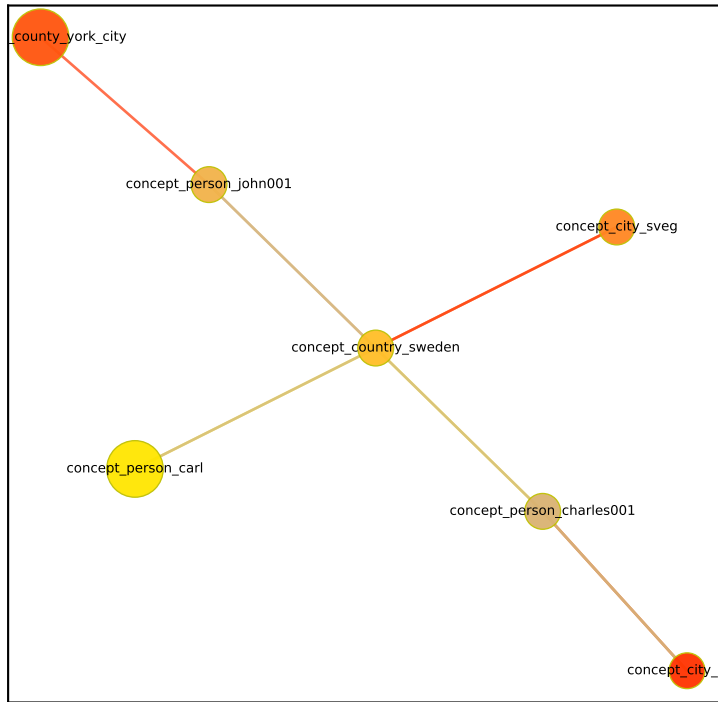 _county_york_city
concept_person_john001
concept_city_sveg
concept_country_sweden
concept_person_carl
concept_person_charles001
concept_city_